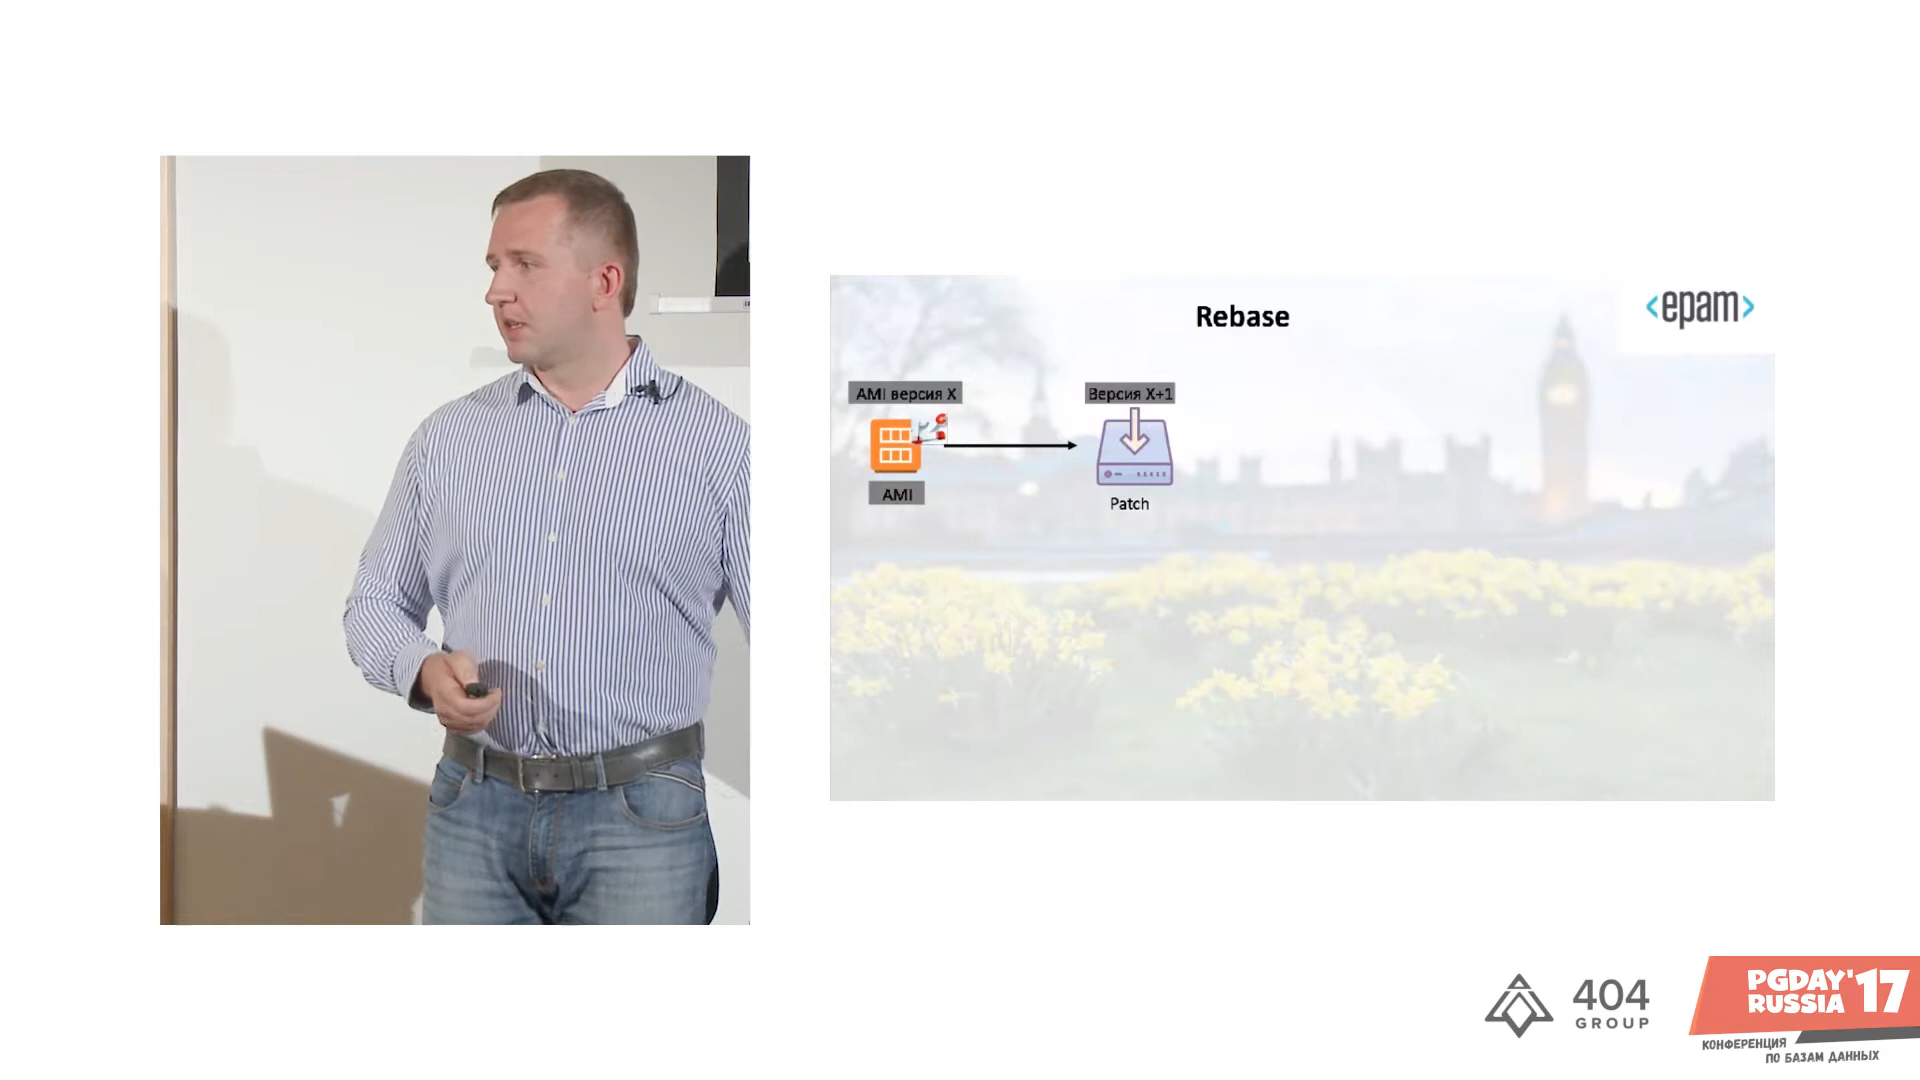 Rebase
<epam>
AMI версия X
Версия X+1
AMI
Patch
404
GROUP
PGDAY'17
RUSSIA
КОНФЕРЕНЦИЯ
ПО БАЗАМ ДАННЫХ